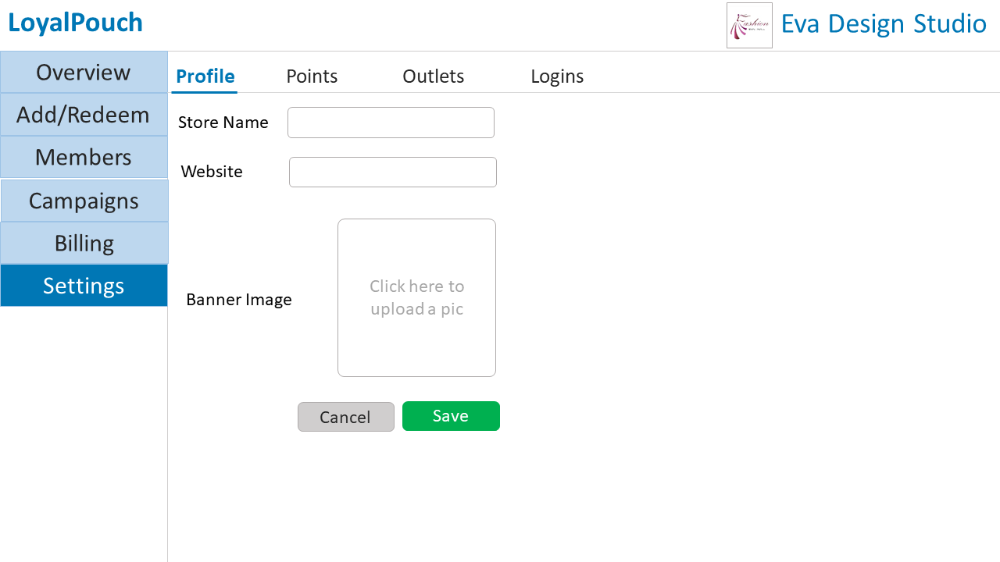 LoyalPouch
Fashion
Eva Design Studio
Overview
Add/Redeem
Members
Campaigns
Billing
Settings
Profile
Points
Outlets
Logins
Store Name
Website
Banner Image
Click here to
upload a pic
Cancel
Save